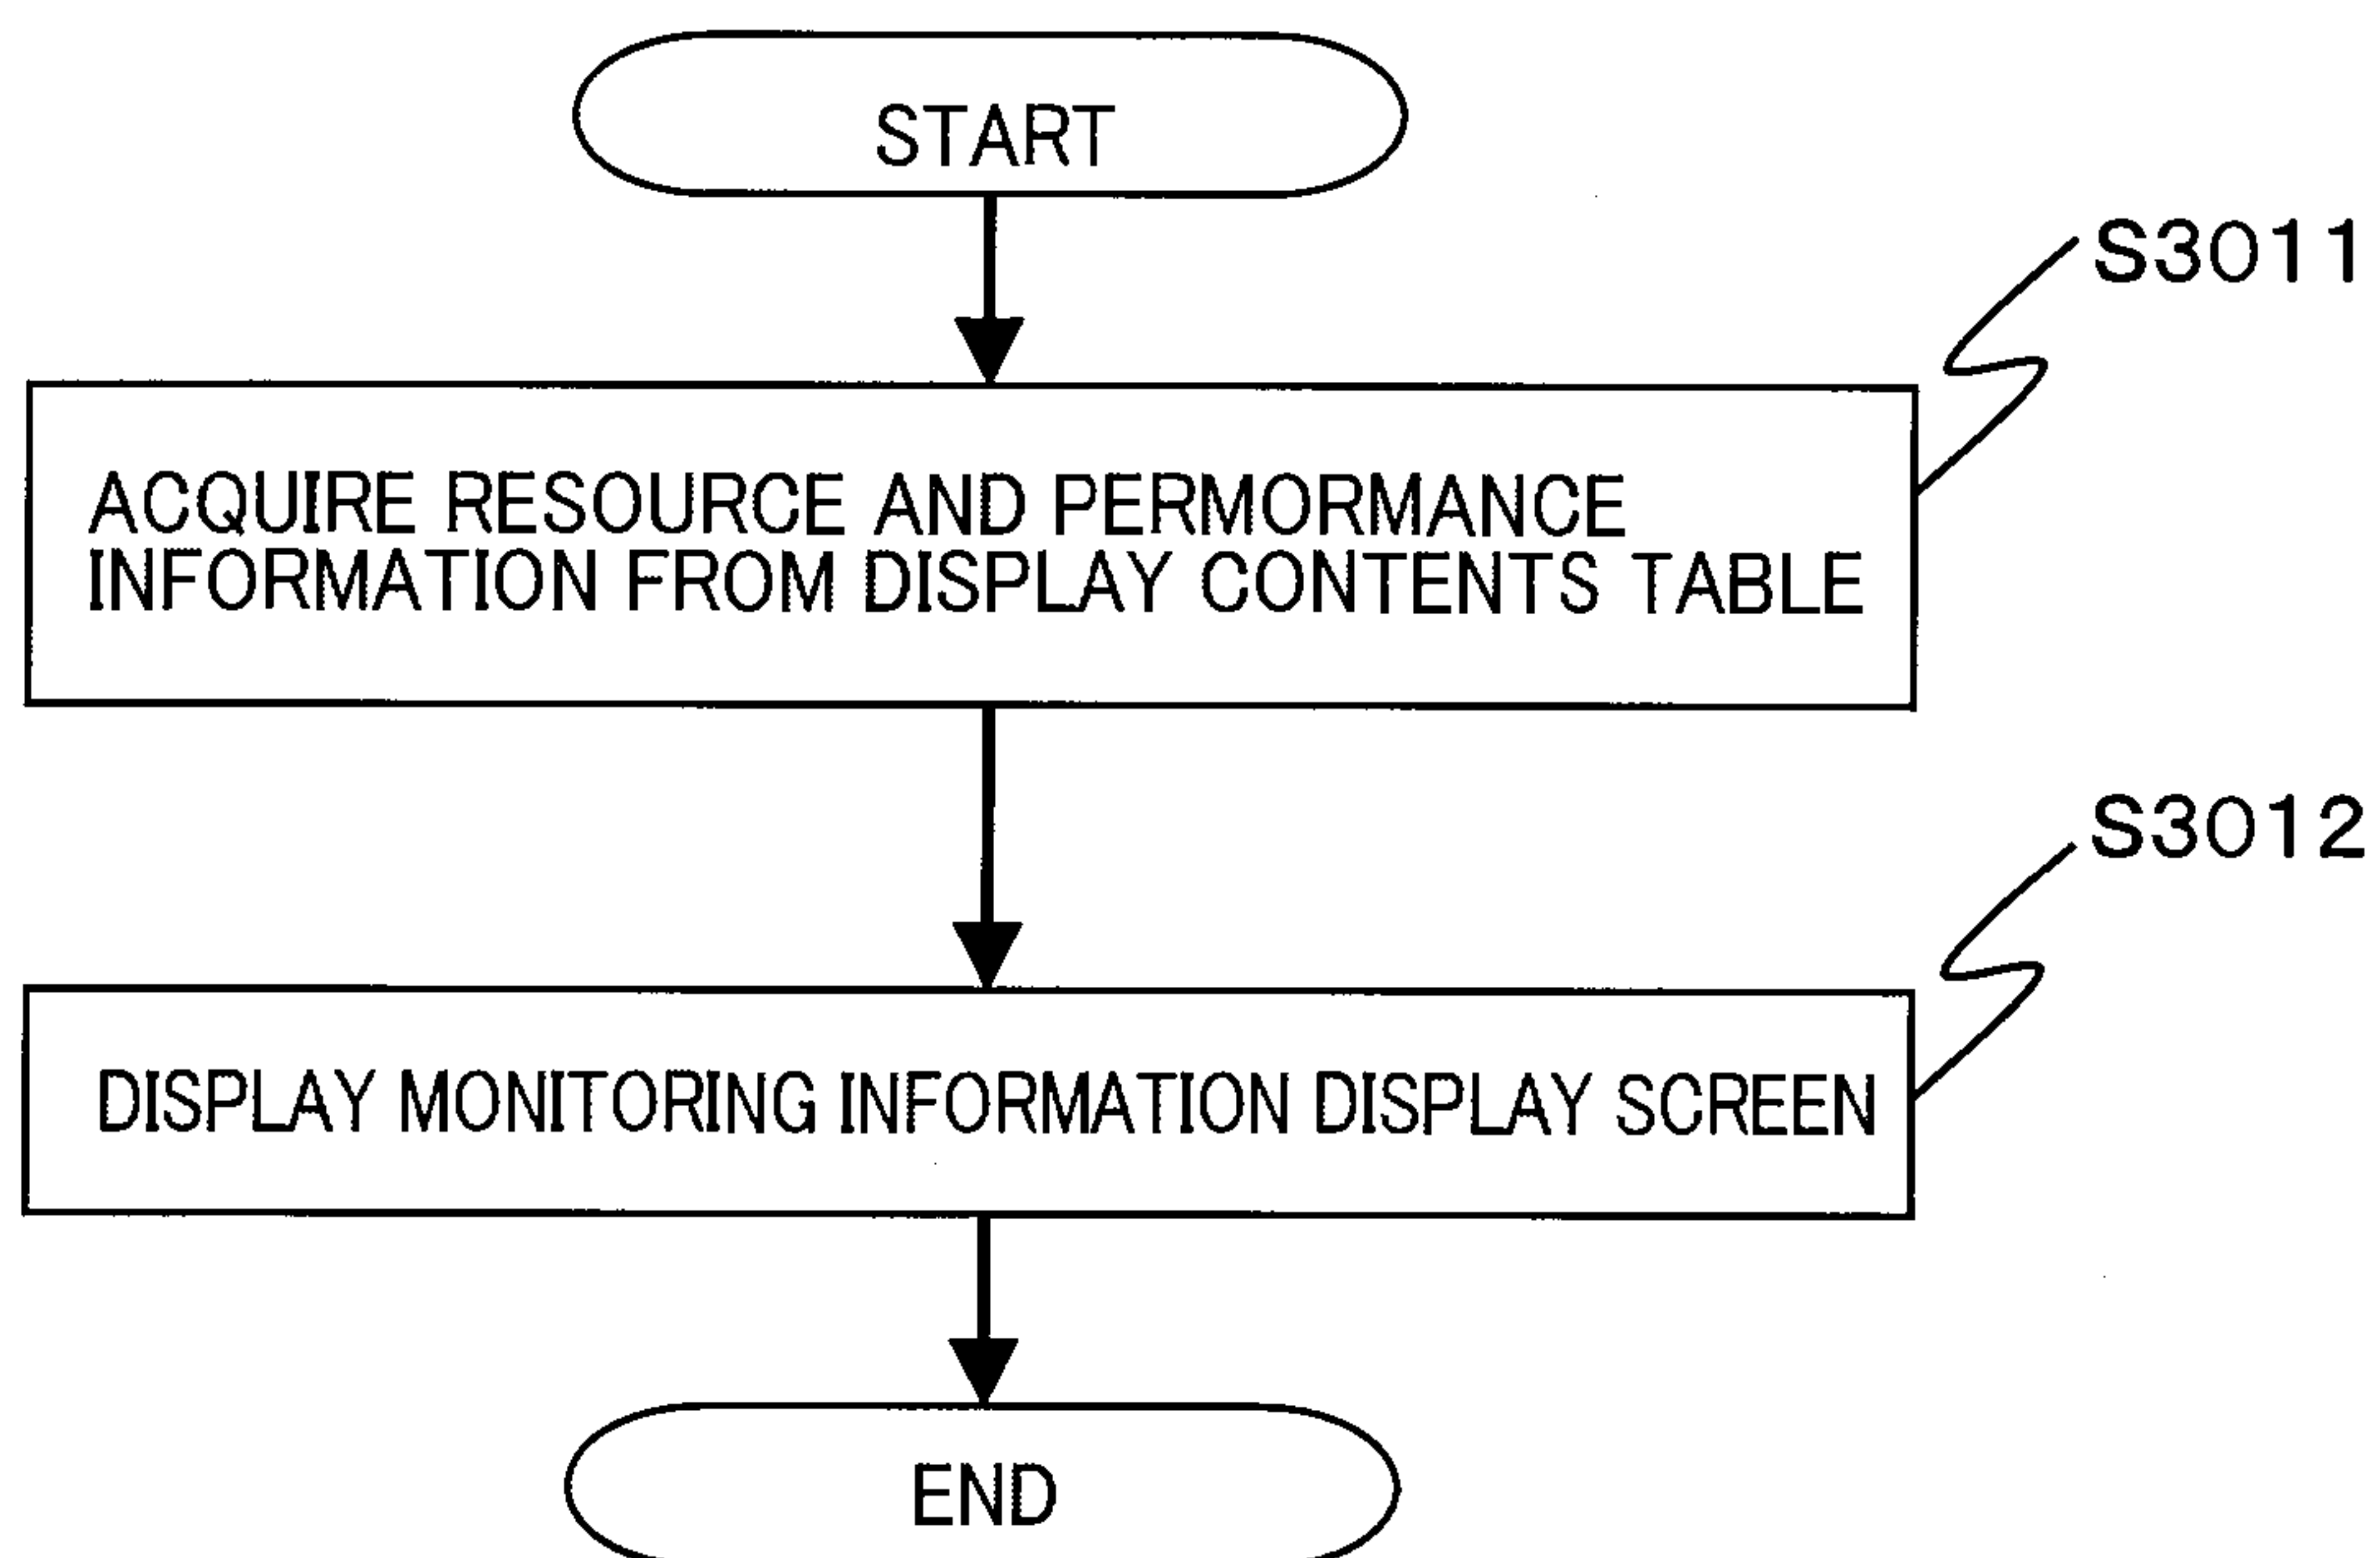 START
S3011
ACQUIRE RESOURCE AND PERMORMANCE
INFORMATION FROM DISPLAY CONTENTS TABLE
S3012
DISPLAY MONITORING INFORMATION DISPLAY SCREEN
END